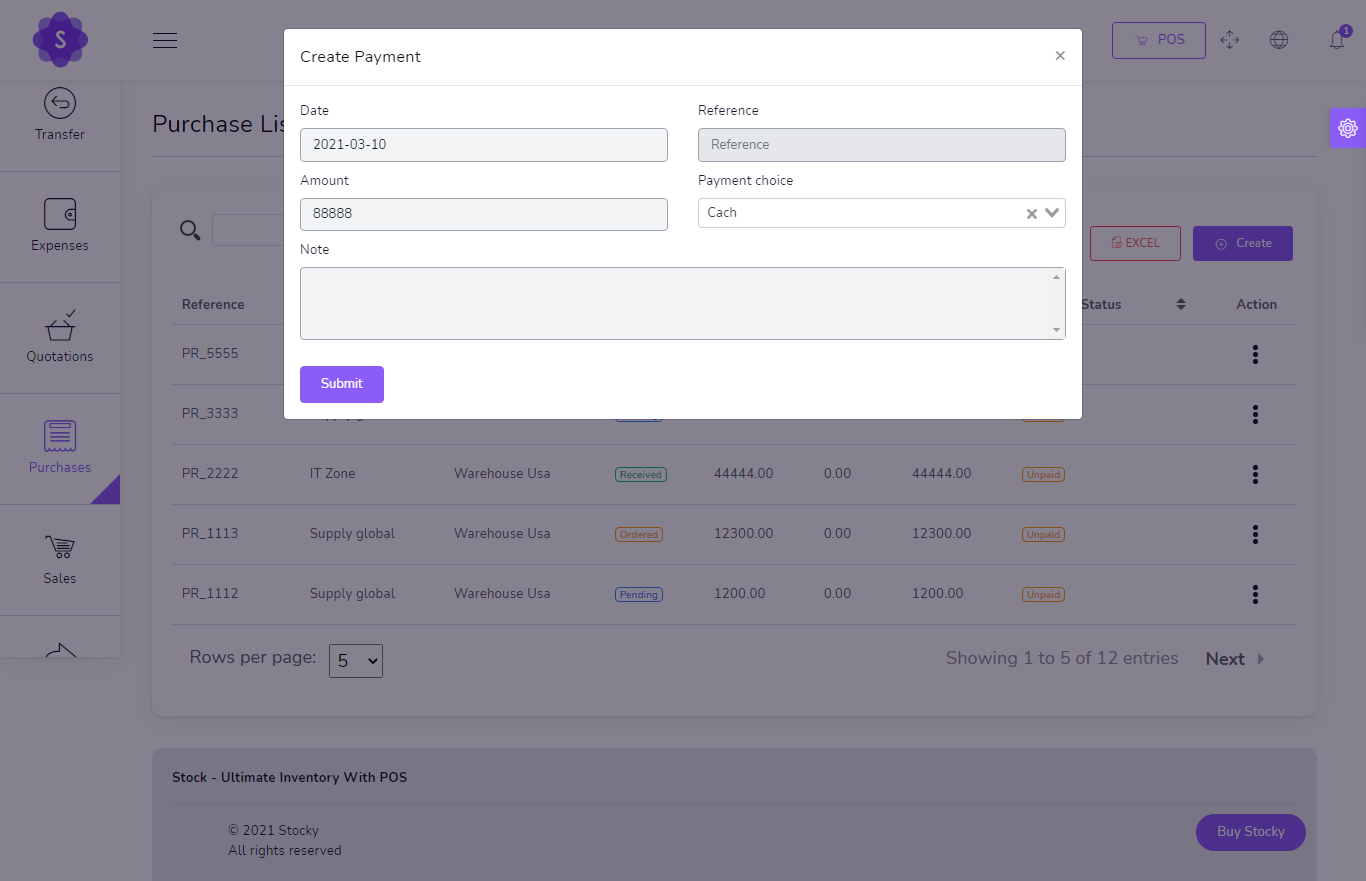 S
POS
1
Create Payment
×
Date
Reference
2021-03-10
Reference
Amount
Payment choice
88888
Cach
Note
Submit
Transfer
Expenses
Quotations
Purchases
Sales
Purchase Lis
EXCEL
Create
Reference
Status
Action
PR_5555
PR_3333
PR_2222 IT Zone Warehouse Usa Received 44444.00 0.00 44444.00 Unpaid
PR_1113 Supply global Warehouse Usa Ordered 12300.00 0.00 12300.00 Unpaid
PR_1112 Supply global Warehouse Usa Pending 1200.00 0.00 1200.00 Unpaid
Rows per page: 5
Showing 1 to 5 of 12 entries Next
Stock - Ultimate Inventory With POS
© 2021 Stocky
All rights reserved
Buy Stocky